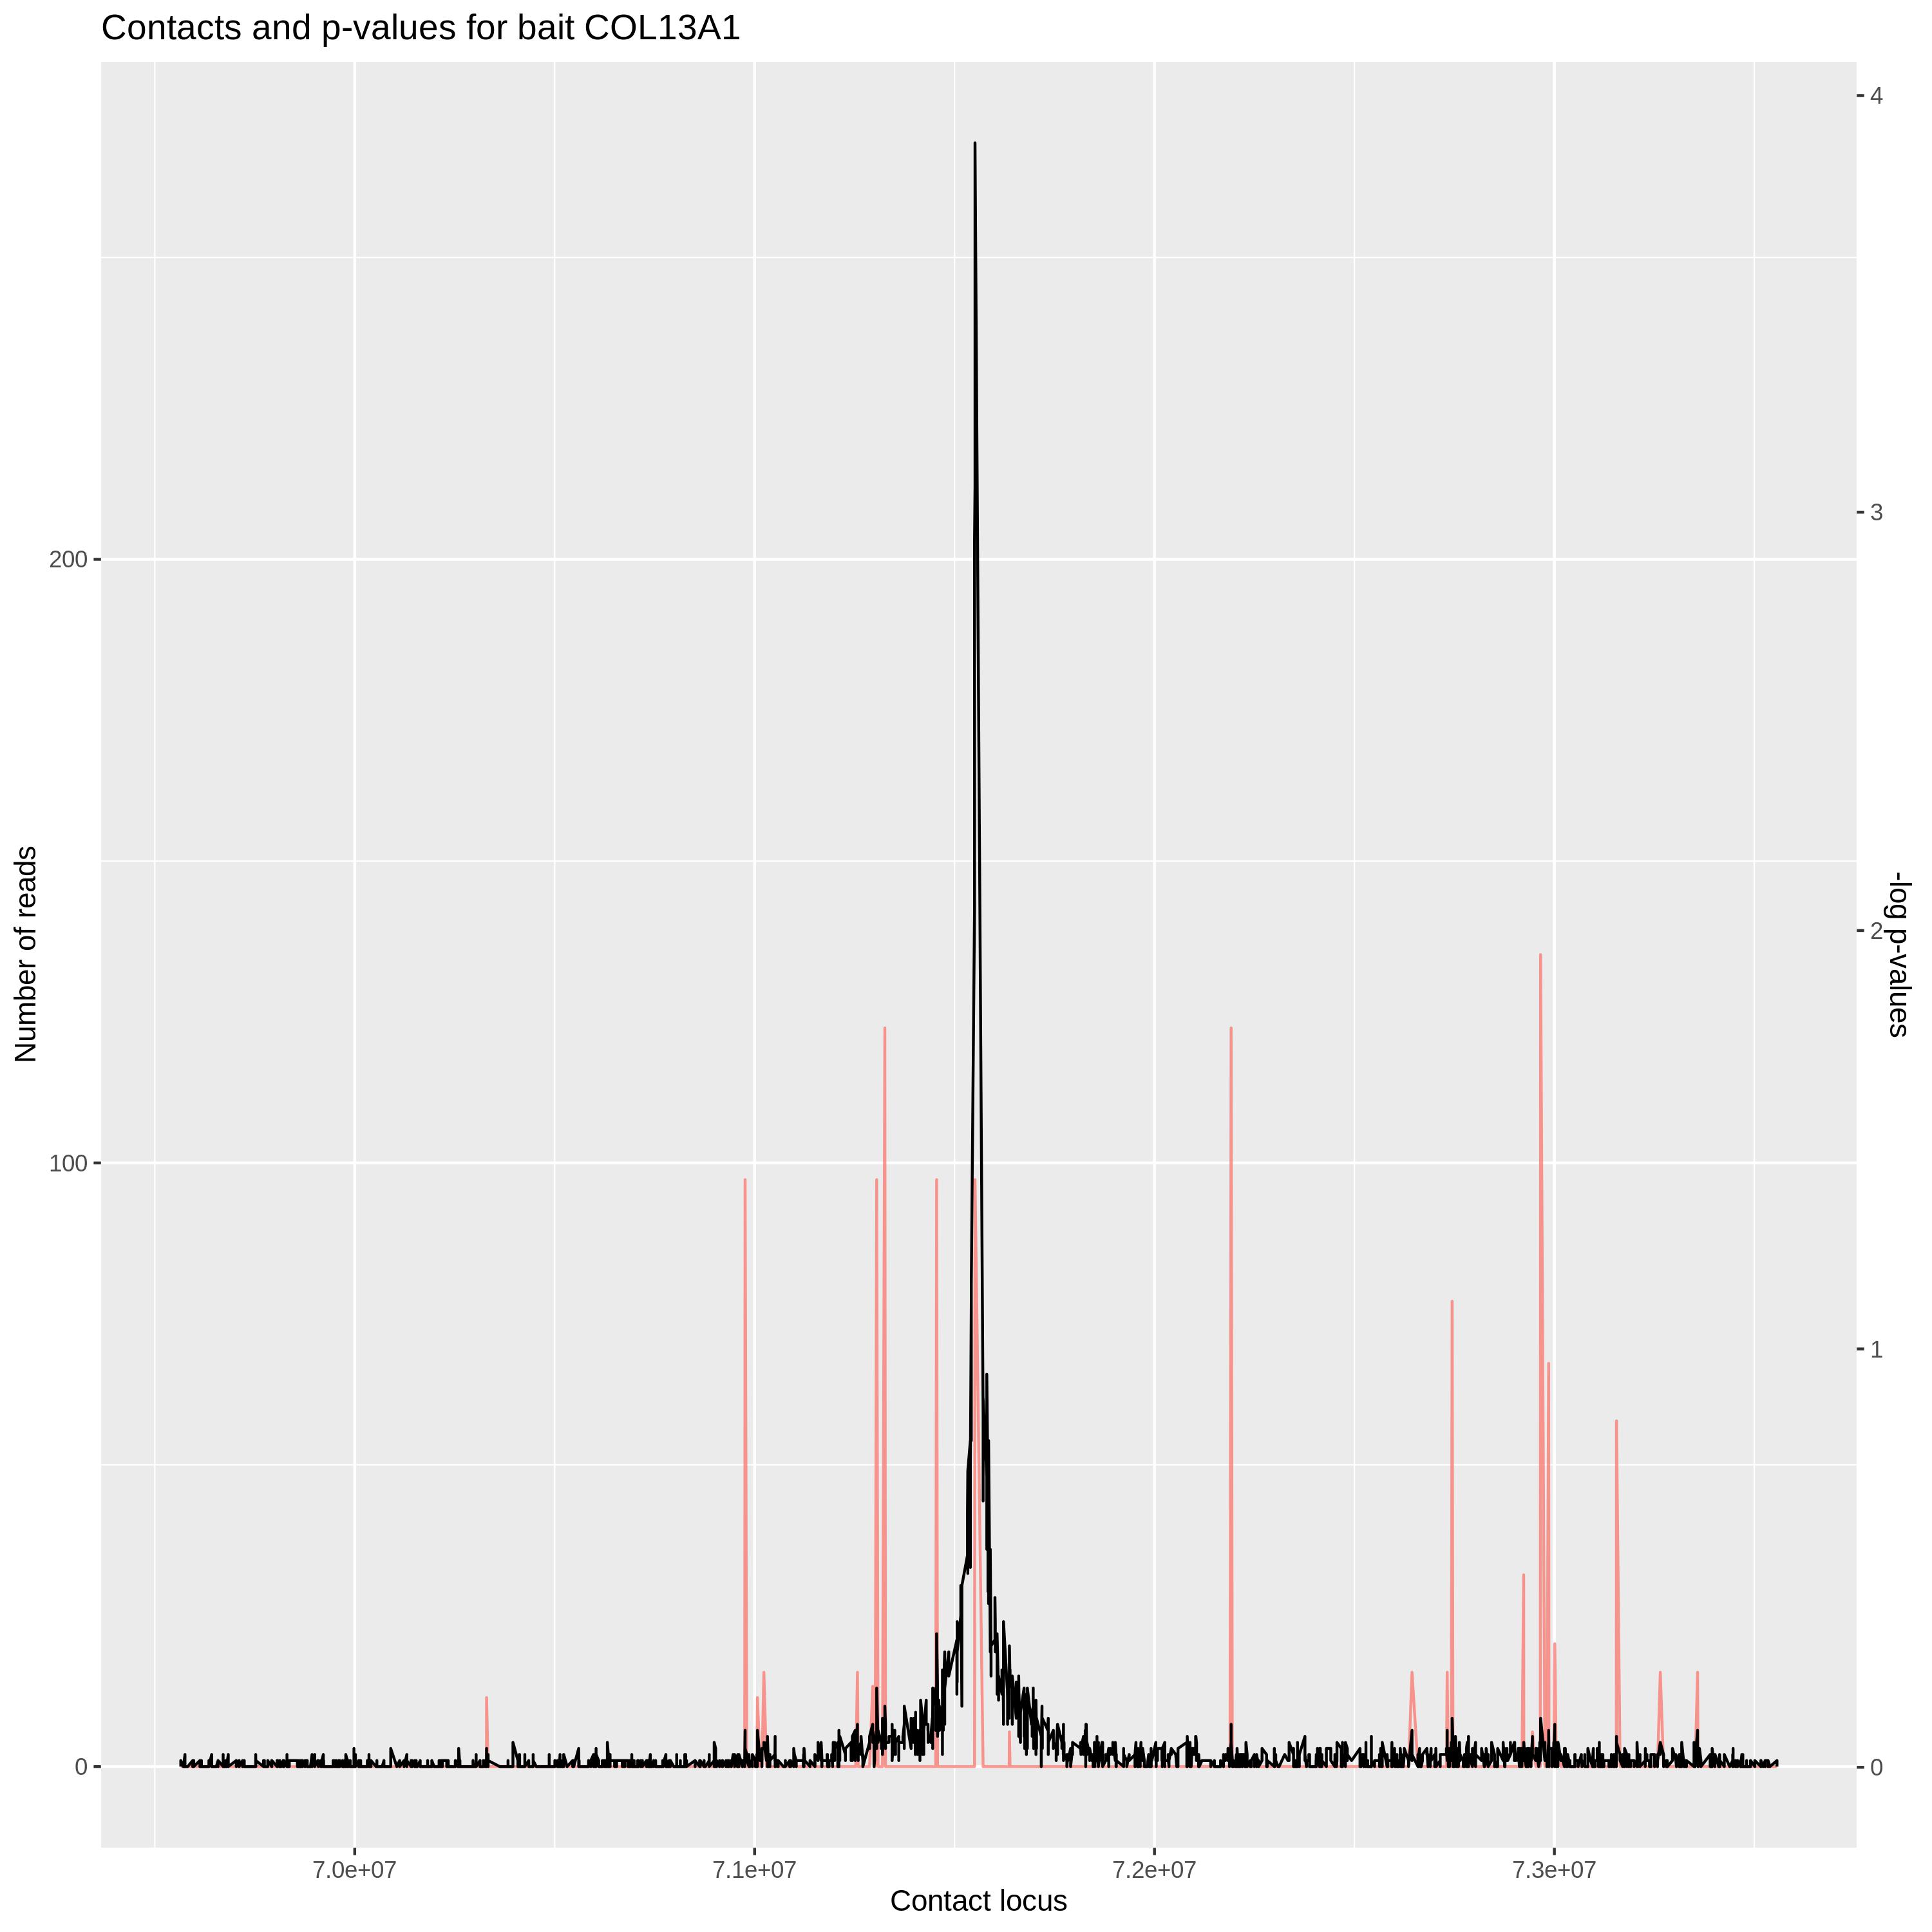 Contacts and p-values for bait COL13A1
4
3
200
2
Number of reads
-log p-values
1
100
0
0
7.0e+07
7.1e+07
7.2e+07
7.3e+07
Contact locus